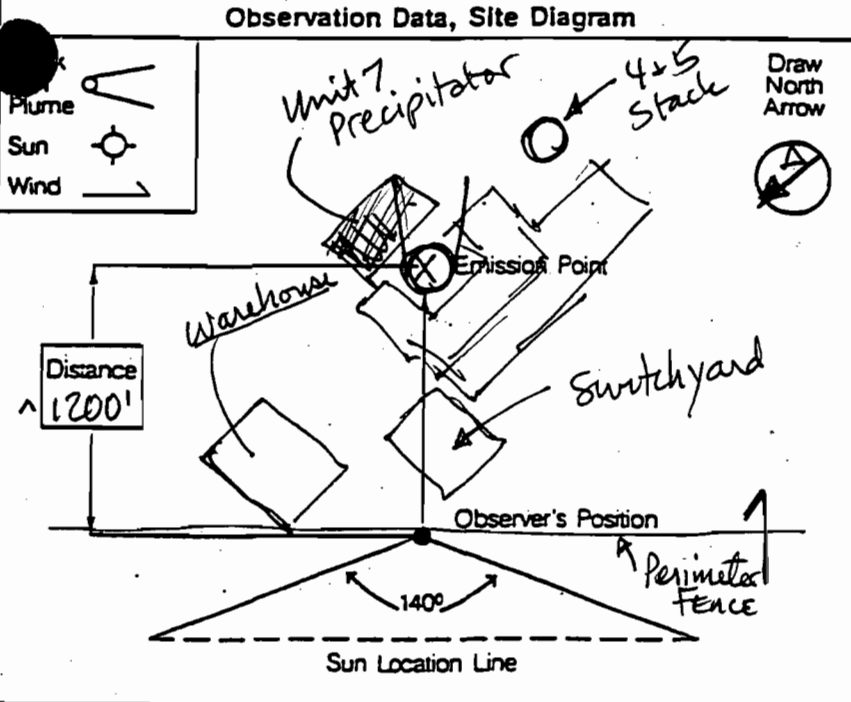 Observation Data, Site Diagram
Plume
Sun
Wind
Unit 7
Precipitator
4+5
Stack
Draw
North
Arrow
Emission Point
Warehouse
Distance
^ 1200'
Switchyard
Observer's Position
Perimeter
FENCE
140°
Sun Location Line